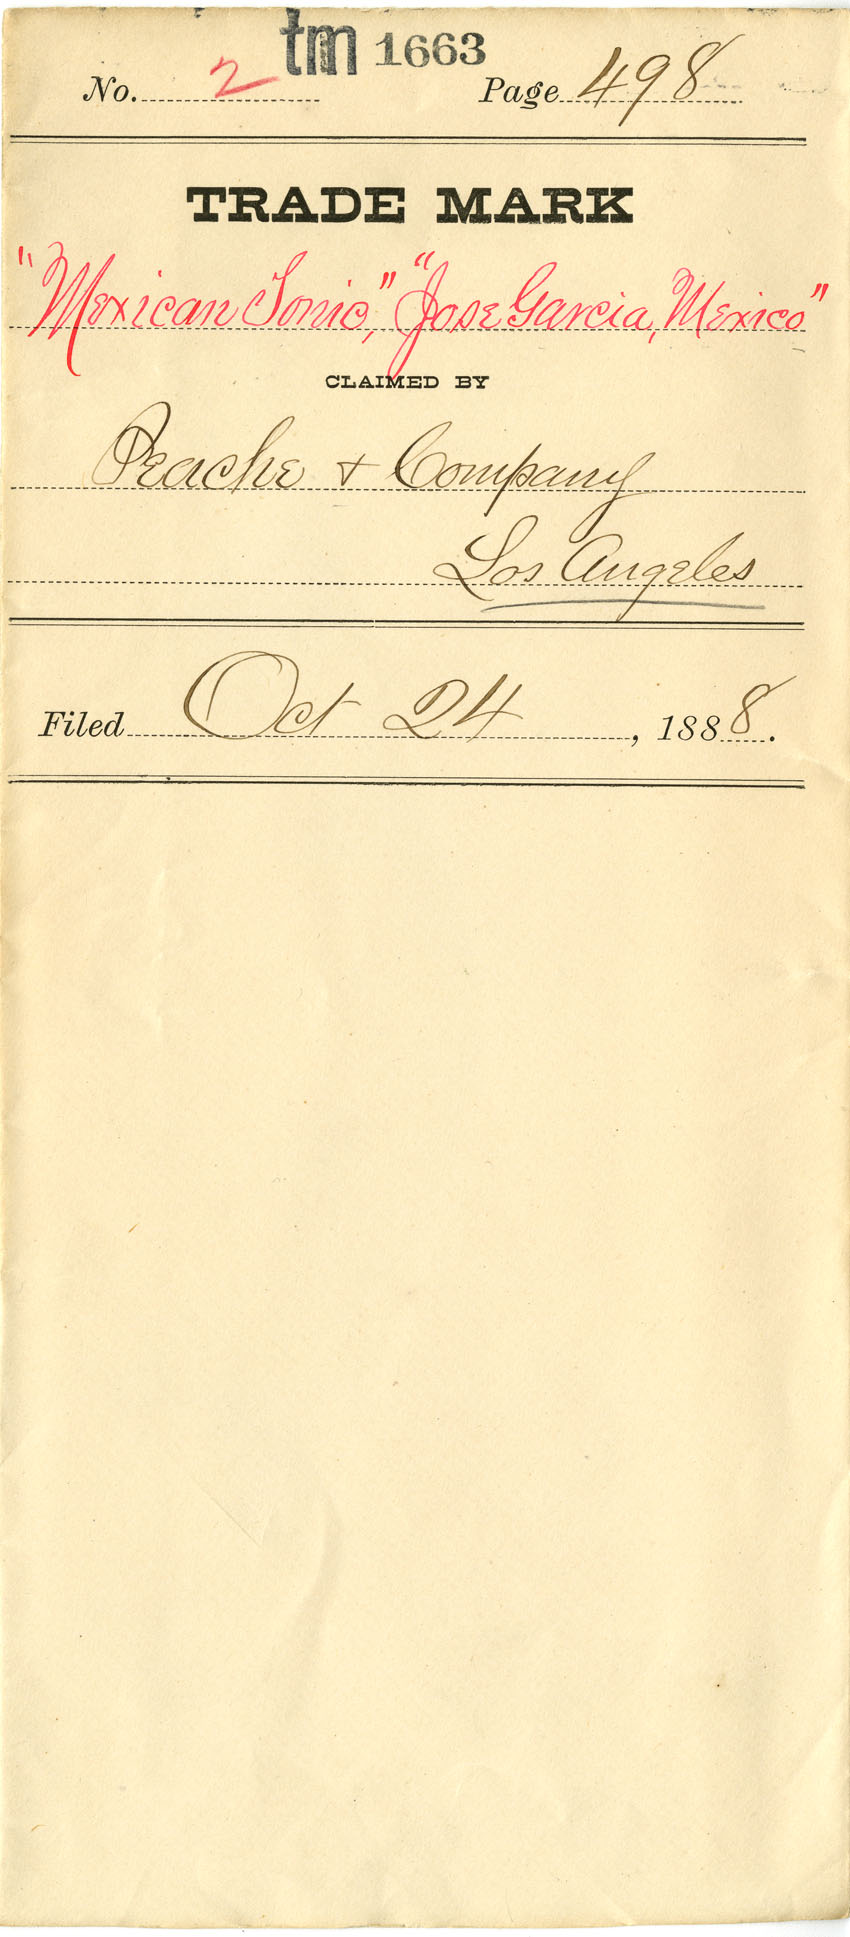 tm 1663
No. 2 Page 498
TRADE MARK
"Mexican Tonic," "Jose Garcia, Mexico"
CLAIMED BY
Peache & Company
Los Angeles
Filed Oct 24, 1888.